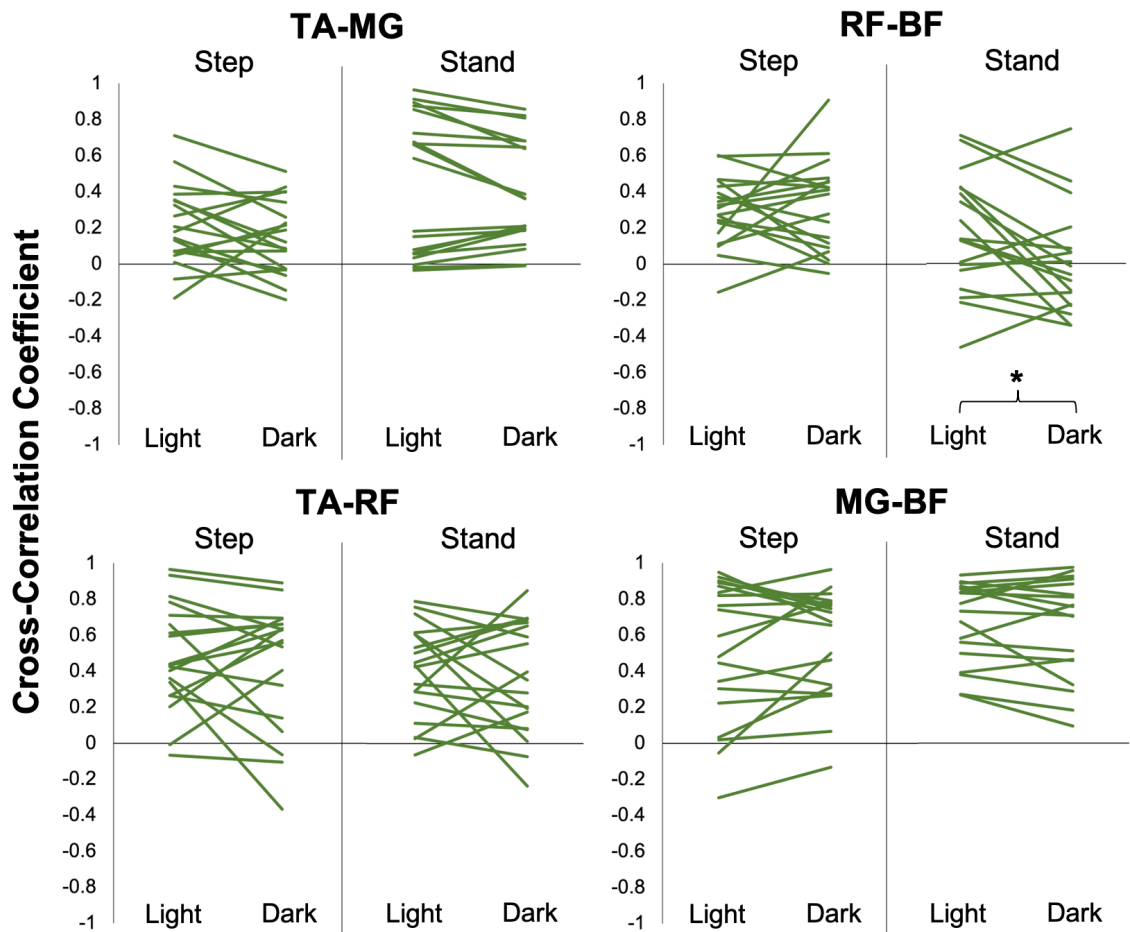 Cross-Correlation Coefficient
TA-MG
Step
Stand
1
0.8
0.6
0.4
0.2
0
-0.2
-0.4
-0.6
-0.8
-1
Light
Dark
Light
Dark
RF-BF
Step
Stand
1
0.8
0.6
0.4
0.2
0
-0.2
-0.4
-0.6
-0.8
-1
*
Light
Dark
Light
Dark
TA-RF
Step
Stand
1
0.8
0.6
0.4
0.2
0
-0.2
-0.4
-0.6
-0.8
-1
Light
Dark
Light
Dark
MG-BF
Step
Stand
1
0.8
0.6
0.4
0.2
0
-0.2
-0.4
-0.6
-0.8
-1
Light
Dark
Light
Dark